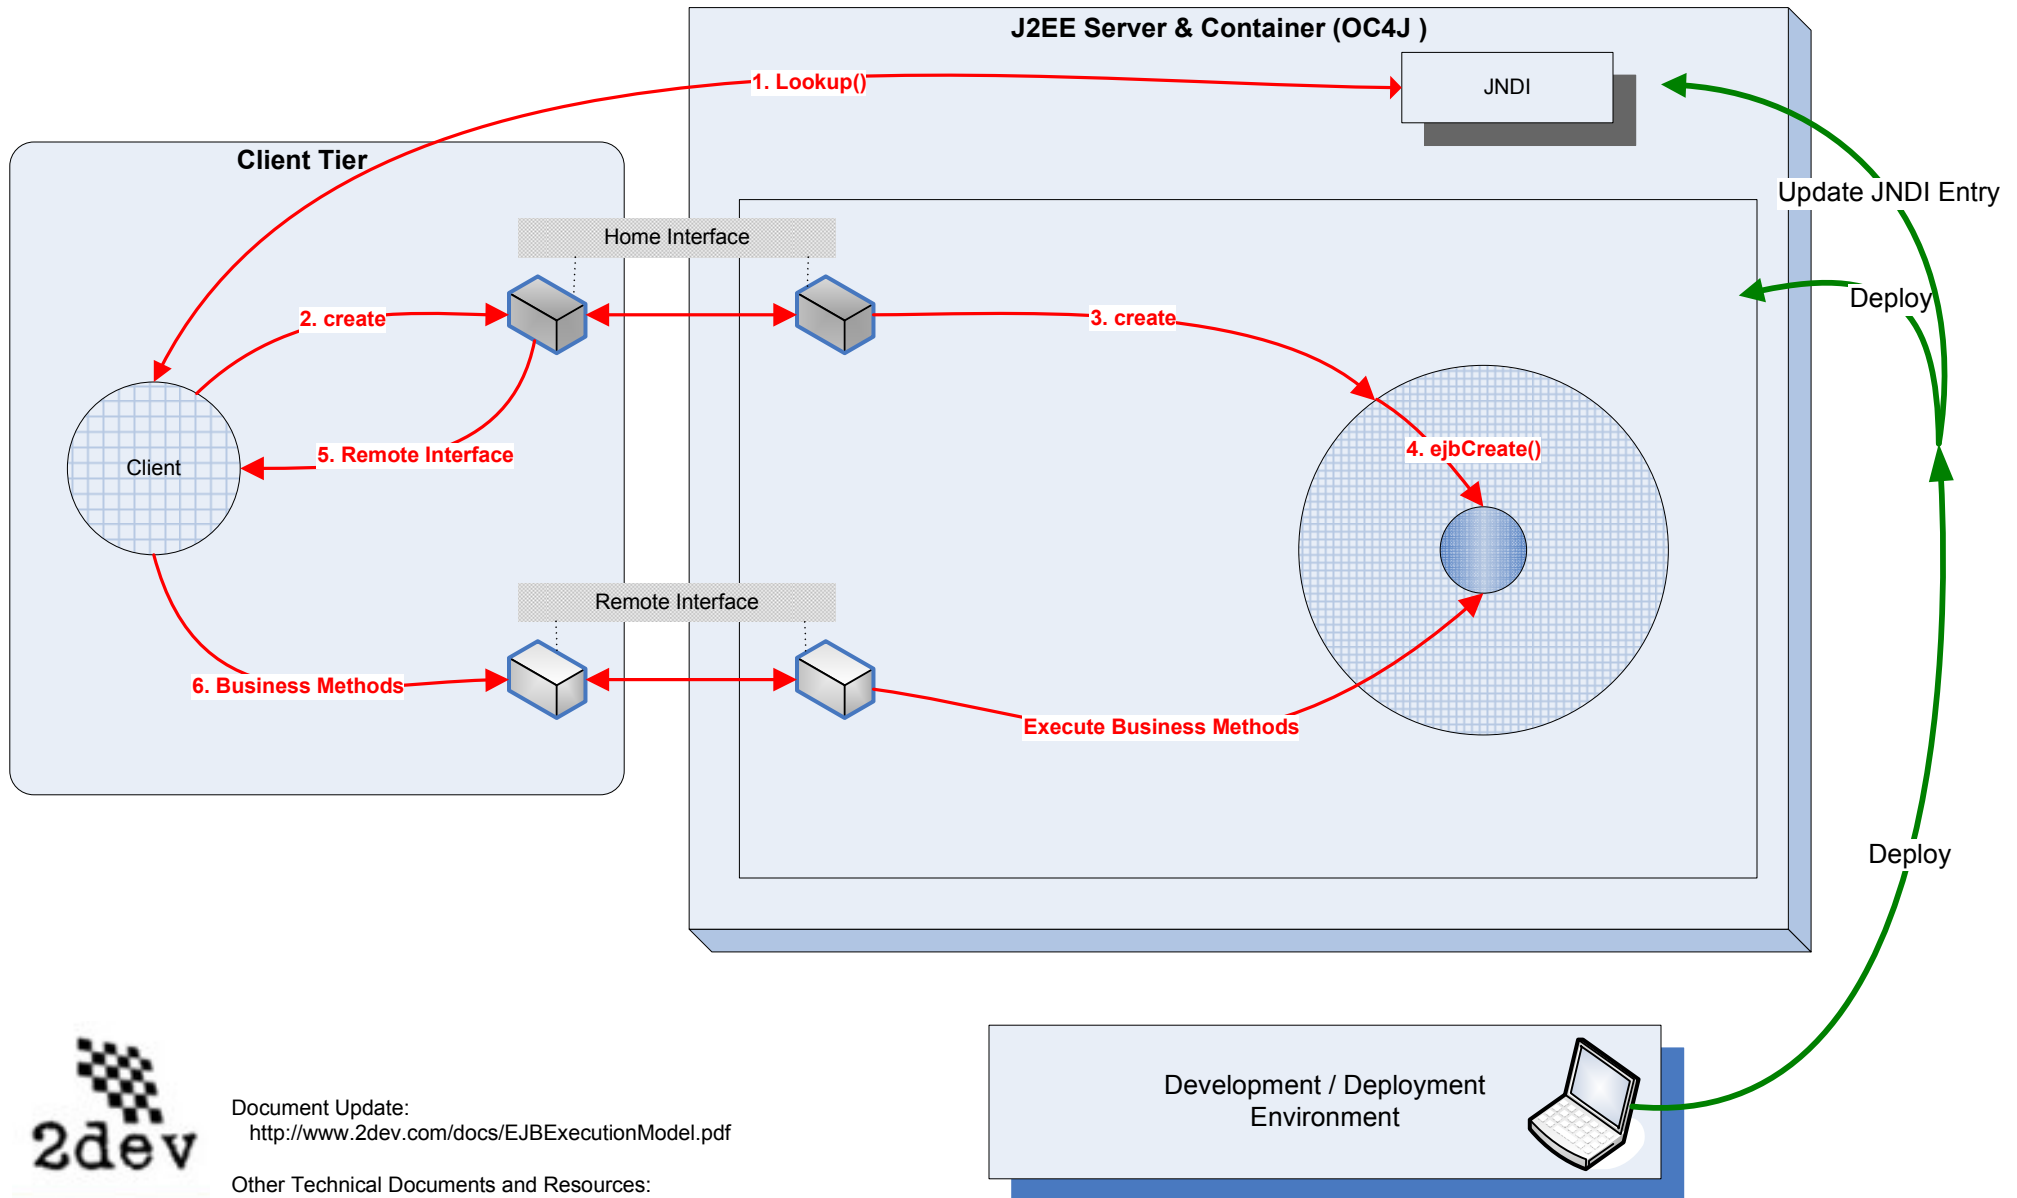 J2EE Server & Container (OC4J )
1. Lookup()
JNDI
Client Tier
Update JNDI Entry
Home Interface
Deploy
2. create
3. create
4. ejbCreate()
5. Remote Interface
Client
Remote Interface
6. Business Methods
Execute Business Methods
Deploy
Development / Deployment
Environment
2dev
Document Update:
http://www.2dev.com/docs/EJBExecutionModel.pdf
Other Technical Documents and Resources: